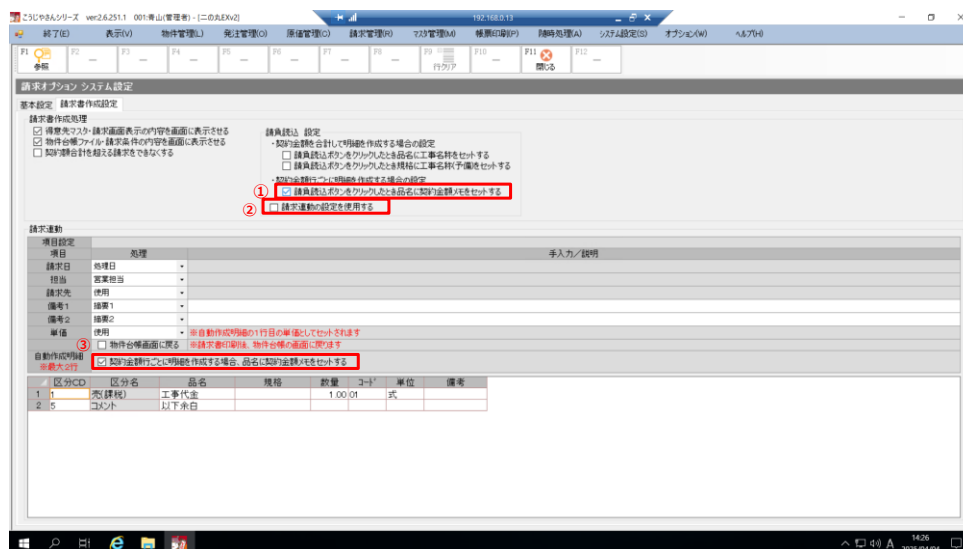 こうじやさんシリーズ ver.2.6.251.1 001:青山(管理者) - [二の丸EXv2]
192.168.0.13
終了(E) 表示(V) 物件管理(L) 発注管理(O) 原価管理(C) 請求管理(R) マスタ管理(M) 帳票印刷(P) 随時処理(A) システム設定(S) オプション(W) ヘルプ(H)
F1 参照 F2 F3 F4 F5 F6 F7 F8 F9 行クリア F10 F11 閉じる F12
請求オプション システム設定
基本設定 請求書作成設定
請求書作成処理
得意先マスタ・請求画面表示の内容を画面に表示させる
物件台帳ファイル・請求条件の内容を画面に表示させる
契約額合計を超える請求をできなくする
請負読込 設定
・契約金額を合計して明細を作成する場合の設定
請負読込ボタンをクリックしたとき品名に工事名称をセットする
請負読込ボタンをクリックしたとき規格に工事名称(予備)をセットする
・契約金額行ごとに明細を作成する場合の設定
① 請負読込ボタンをクリックしたとき品名に契約金額メモをセットする
② 請求連動の設定を使用する
請求連動
項目設定
項目 処理 手入力/説明
請求日 処理日
担当 営業担当
請求先 使用
備考1 摘要1
備考2 摘要2
単価 使用 ※自動作成明細の1行目の単価としてセットされます
③ 物件台帳画面に戻る ※請求書印刷後、物件台帳の画面に戻ります
自動作成明細
※最大2行
契約金額行ごとに明細を作成する場合、品名に契約金額メモをセットする
区分CD 区分名 品名 規格 数量 コード 単位 備考
1 1 売(課税) 工事代金 1.00 01 式
2 5 コメント 以下余白
A 14:26
2025/04/04